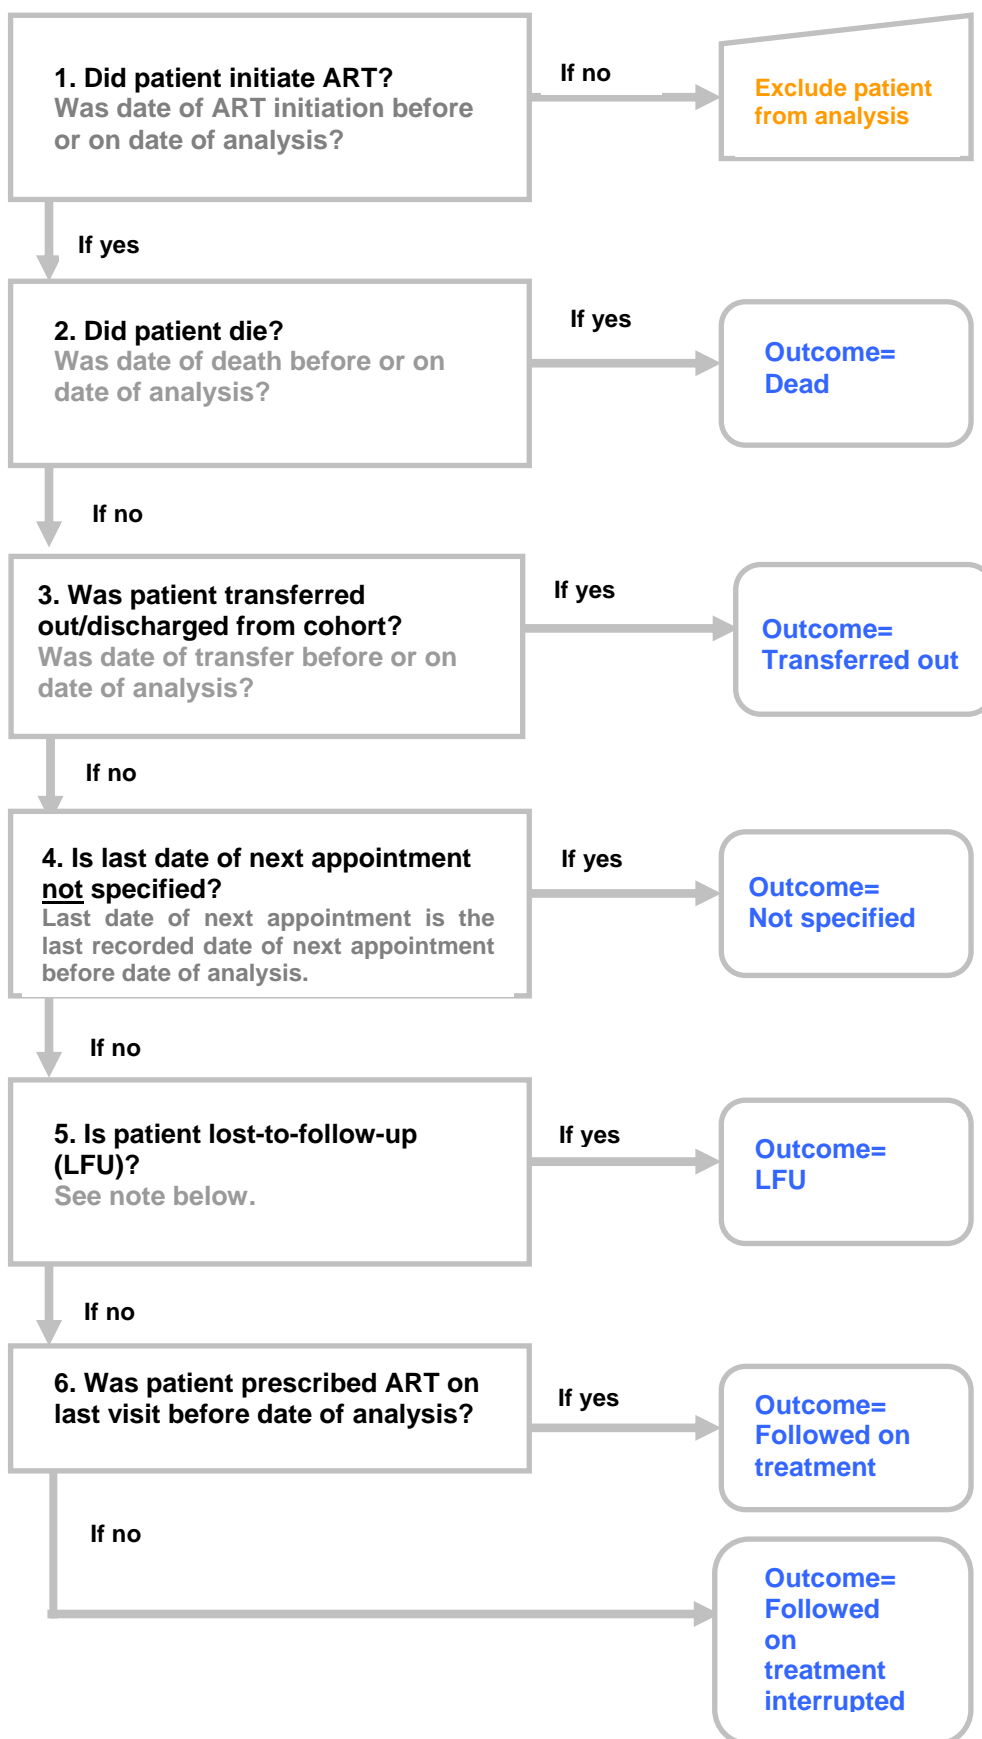 1. Did patient initiate ART?
Was date of ART initiation before
or on date of analysis?
If no
Exclude patient
from analysis
If yes
2. Did patient die?
Was date of death before or on
date of analysis?
If yes
Outcome=
Dead
If no
3. Was patient transferred
out/discharged from cohort?
Was date of transfer before or on
date of analysis?
If yes
Outcome=
Transferred out
If no
4. Is last date of next appointment
not specified?
Last date of next appointment is the
last recorded date of next appointment
before date of analysis.
If yes
Outcome=
Not specified
If no
5. Is patient lost-to-follow-up
(LFU)?
See note below.
If yes
Outcome=
LFU
If no
6. Was patient prescribed ART on
last visit before date of analysis?
If yes
Outcome=
Followed on
treatment
If no
Outcome=
Followed
on
treatment
interrupted